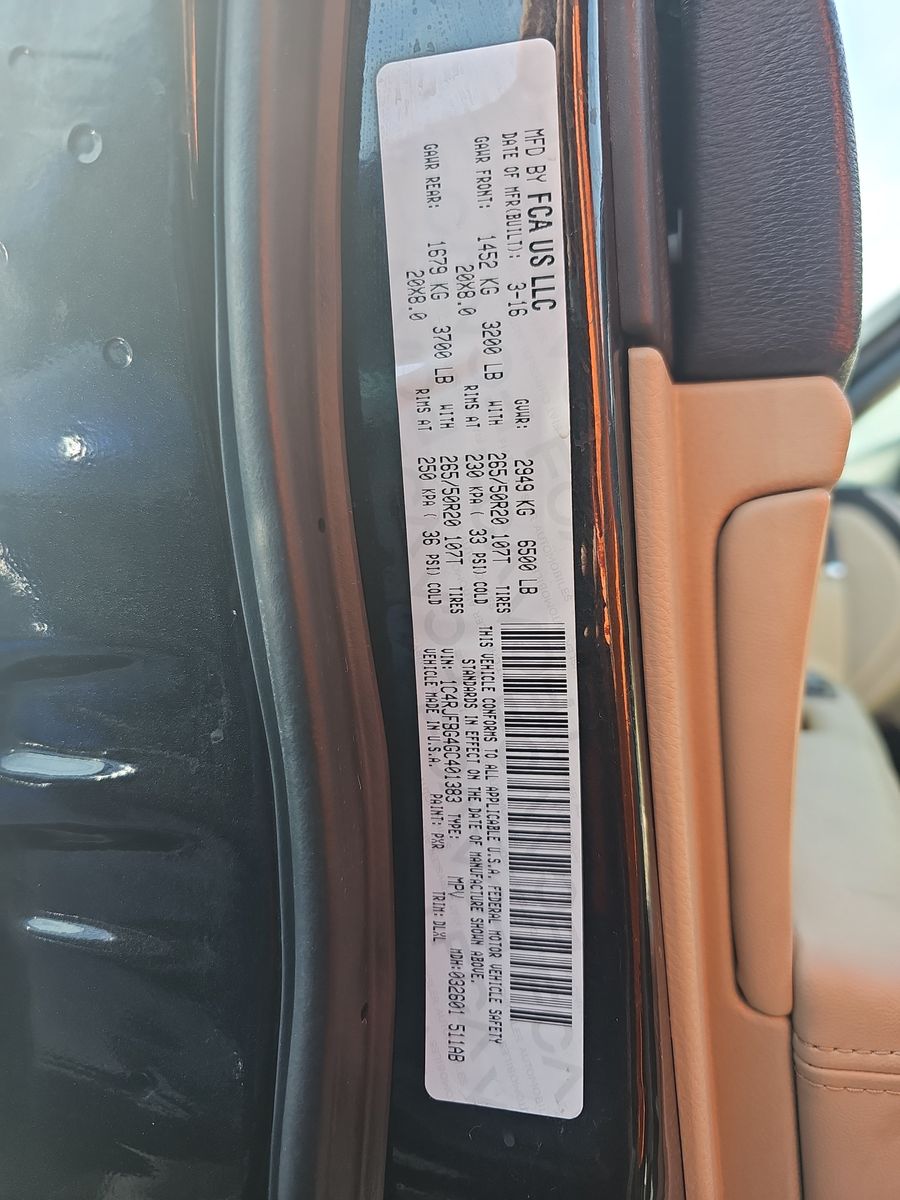 MFD BY FCA US LLC
DATE OF MFR(BUILT): 3-16 GVWR: 2949 KG 6500 LB
GAWR FRONT: 1452 KG 3200 LB WITH 265/50R20 107T TIRES
20X8.0 RIMS AT 230 KPA ( 33 PSI) COLD
GAWR REAR: 1679 KG 3700 LB WITH 265/50R20 107T TIRES
20X8.0 RIMS AT 250 KPA ( 36 PSI) COLD
THIS VEHICLE CONFORMS TO ALL APPLICABLE U.S.A. FEDERAL MOTOR VEHICLE SAFETY
STANDARDS IN EFFECT ON THE DATE OF MANUFACTURE SHOWN ABOVE.
VIN: 1C4RJFBG4GC401383 TYPE: MPV MDH:032601 511AB
VEHICLE MADE IN U.S.A. PAINT: PXR TRIM: DLXL